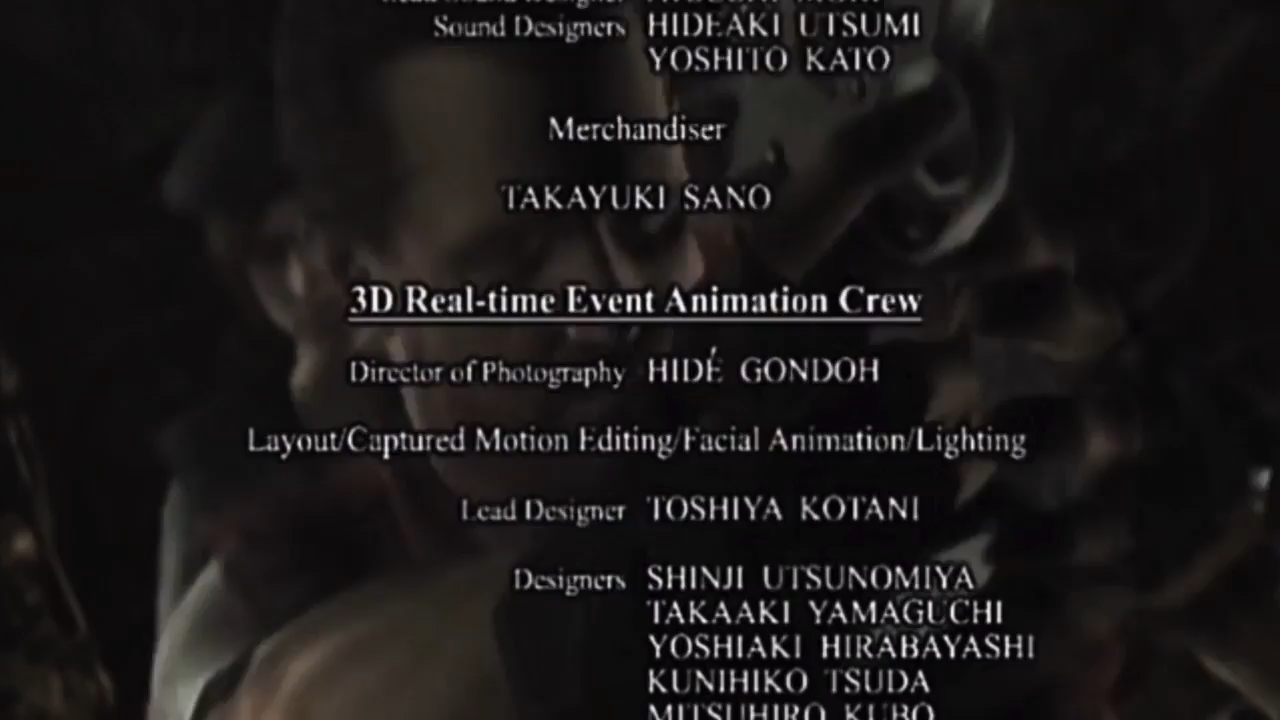 Sound Designers HIDEAKI UTSUMI
YOSHITO KATO
Merchandiser
TAKAYUKI SANO
3D Real-time Event Animation Crew
Director of Photography HIDÉ GONDOH
Layout/Captured Motion Editing/Facial Animation/Lighting
Lead Designer TOSHIYA KOTANI
Designers SHINJI UTSUNOMIYA
TAKAAKI YAMAGUCHI
YOSHIAKI HIRABAYASHI
KUNIHIKO TSUDA
MITSUHIRO KUBO